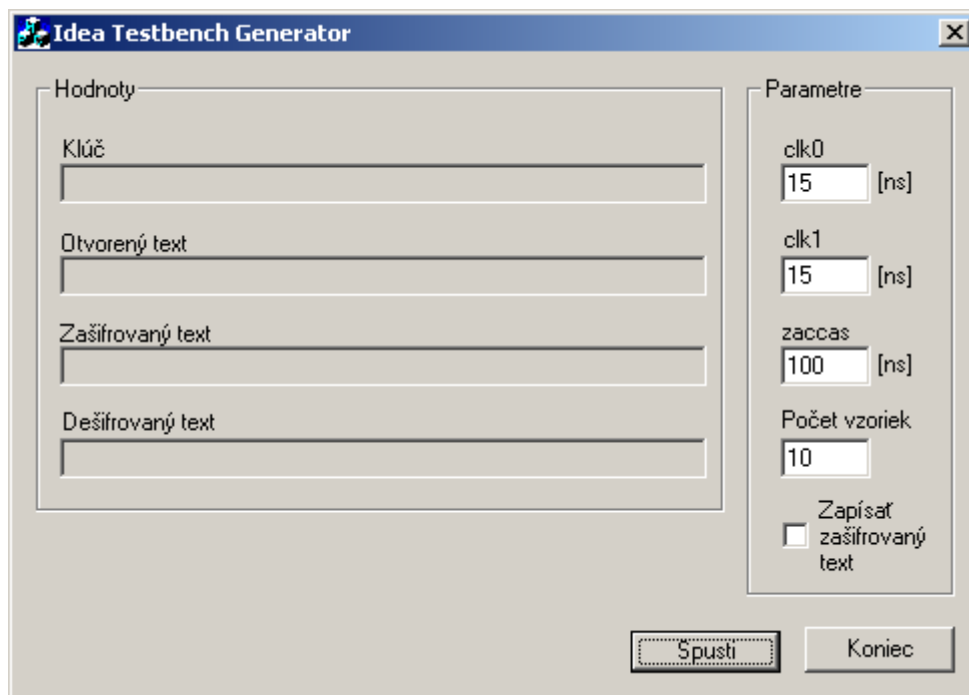 Idea Testbench Generator
Hodnoty
Klúč
Otvorený text
Zašifrovaný text
Dešifrovaný text
Parametre
clk0
15 [ns]
clk1
15 [ns]
zaccas
100 [ns]
Počet vzoriek
10
Zapísať
zašifrovaný
text
Spusti
Koniec